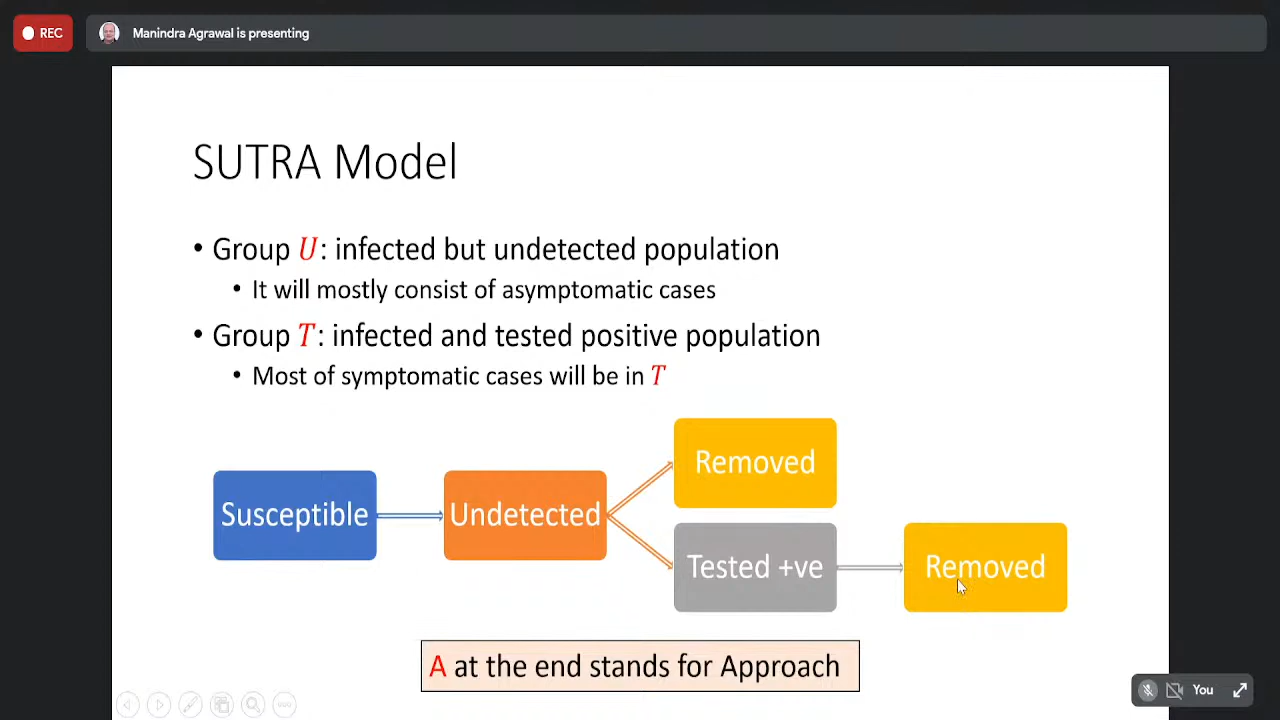 REC
Manindra Agrawal is presenting
SUTRA Model
• Group U: infected but undetected population
• It will mostly consist of asymptomatic cases
• Group T: infected and tested positive population
• Most of symptomatic cases will be in T
Removed
Susceptible
Undetected
Tested +ve
Removed
A at the end stands for Approach
You